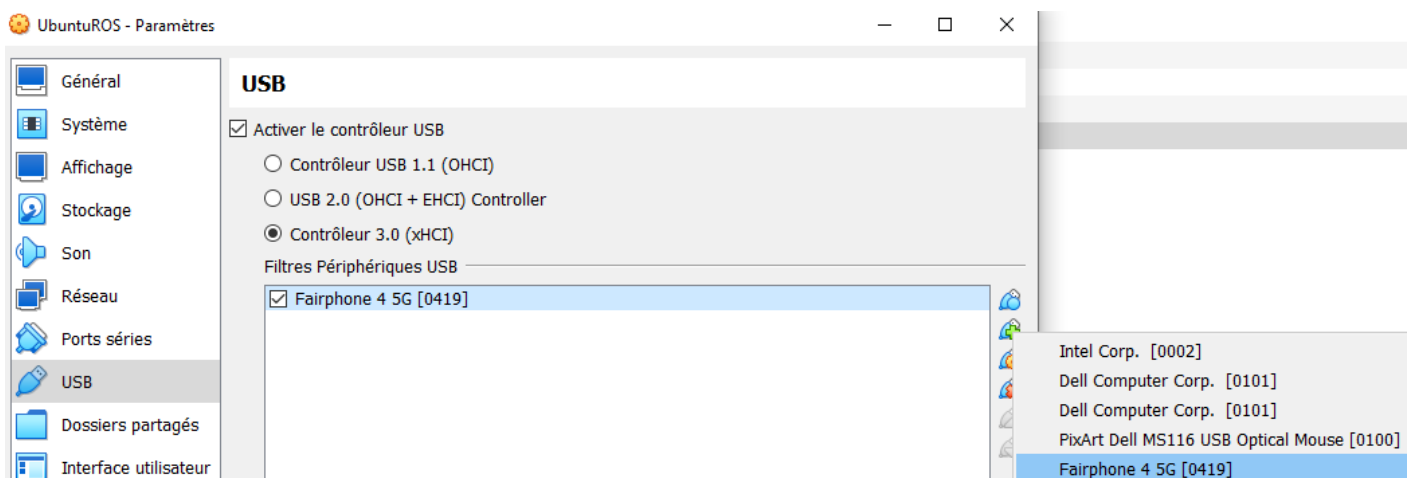 UbuntuROS - Paramètres
Général
Système
Affichage
Stockage
Son
Réseau
Ports séries
USB
Dossiers partagés
Interface utilisateur
USB
Activer le contrôleur USB
Contrôleur USB 1.1 (OHCI)
USB 2.0 (OHCI + EHCI) Controller
Contrôleur 3.0 (xHCI)
Filtres Périphériques USB
Fairphone 4 5G [0419]
Intel Corp. [0002]
Dell Computer Corp. [0101]
Dell Computer Corp. [0101]
PixArt Dell MS116 USB Optical Mouse [0100]
Fairphone 4 5G [0419]